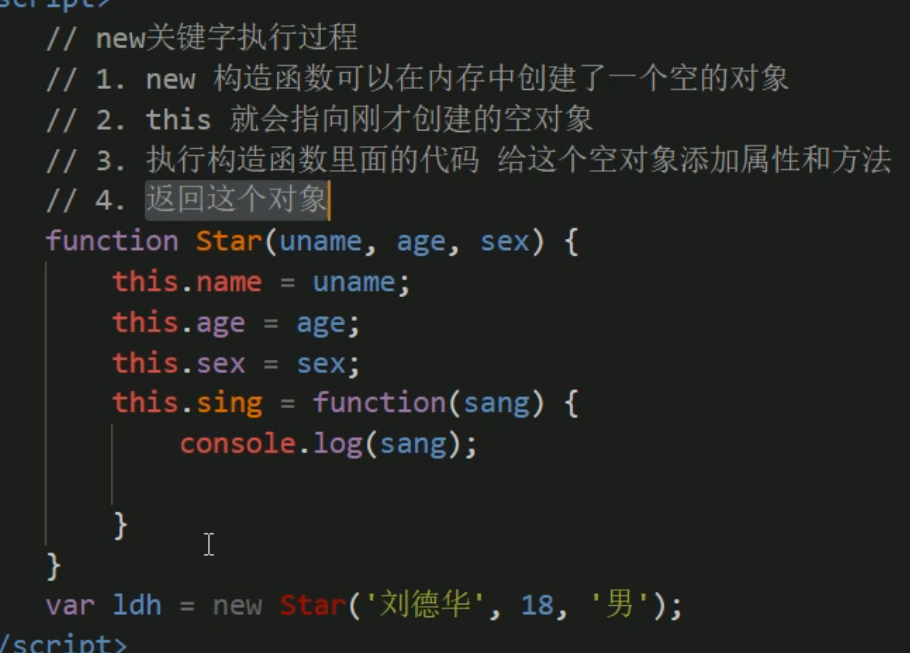 script>
// new关键字执行过程
// 1. new 构造函数可以在内存中创建了一个空的对象
// 2. this 就会指向刚才创建的空对象
// 3. 执行构造函数里面的代码 给这个空对象添加属性和方法
// 4. 返回这个对象
function Star(uname, age, sex) {
this.name = uname;
this.age = age;
this.sex = sex;
this.sing = function(sang) {
console.log(sang);
}
}
var ldh = new Star('刘德华', 18, '男');
/script>